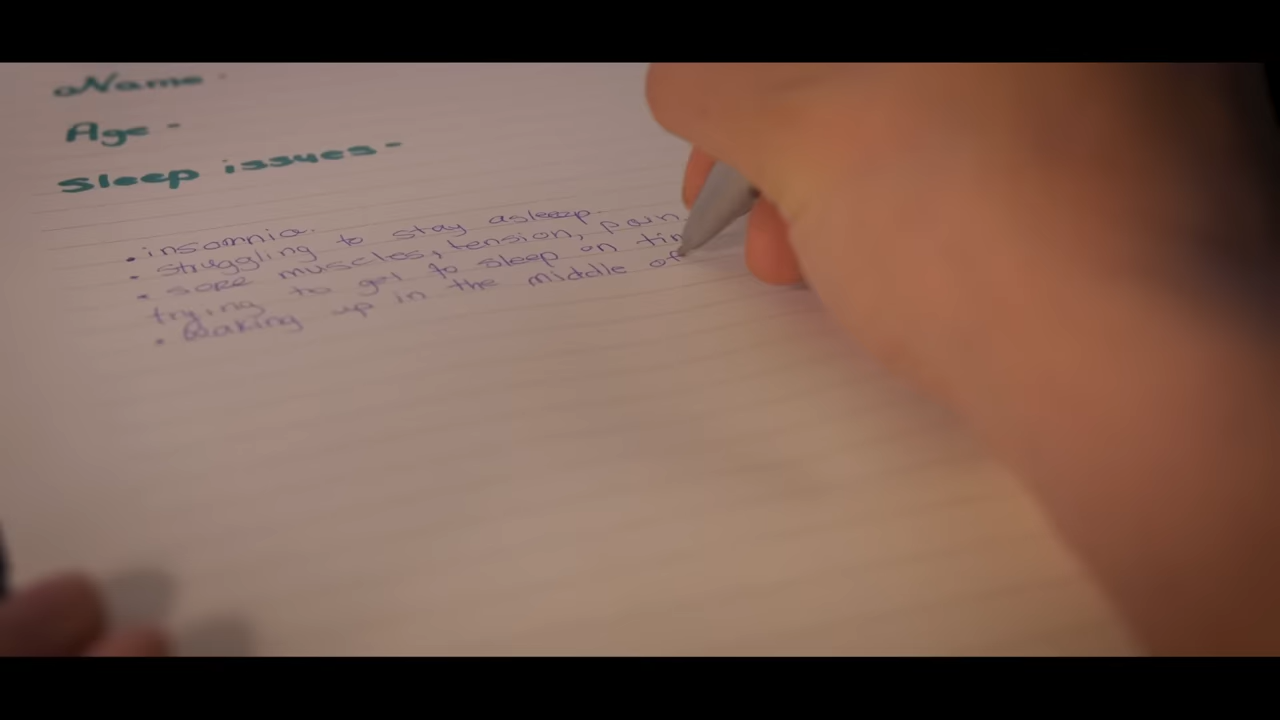 Name -
Age -
Sleep issues -
• insomnia.
• struggling to stay asleep.
• sore muscles, tension, pain
trying to get to sleep on tim
• Waking up in the middle of